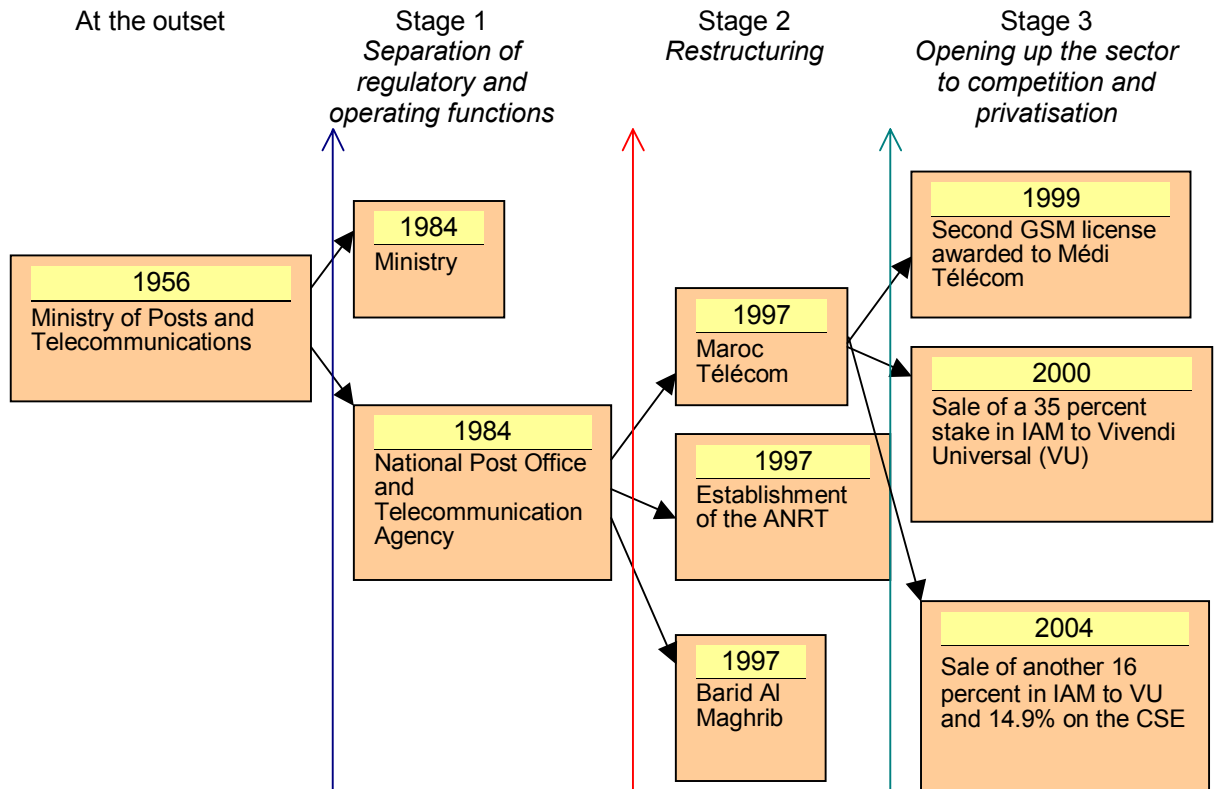 At the outset
Stage 1
Separation of
regulatory and
operating functions
Stage 2
Restructuring
Stage 3
Opening up the sector
to competition and
privatisation
1956
Ministry of Posts and
Telecommunications
1984
Ministry
1984
National Post Office
and
Telecommunication
Agency
1997
Maroc
Télécom
1997
Establishment
of the ANRT
1997
Barid Al
Maghrib
1999
Second GSM license
awarded to Médi
Télécom
2000
Sale of a 35 percent
stake in IAM to Vivendi
Universal (VU)
2004
Sale of another 16
percent in IAM to VU
and 14.9% on the CSE